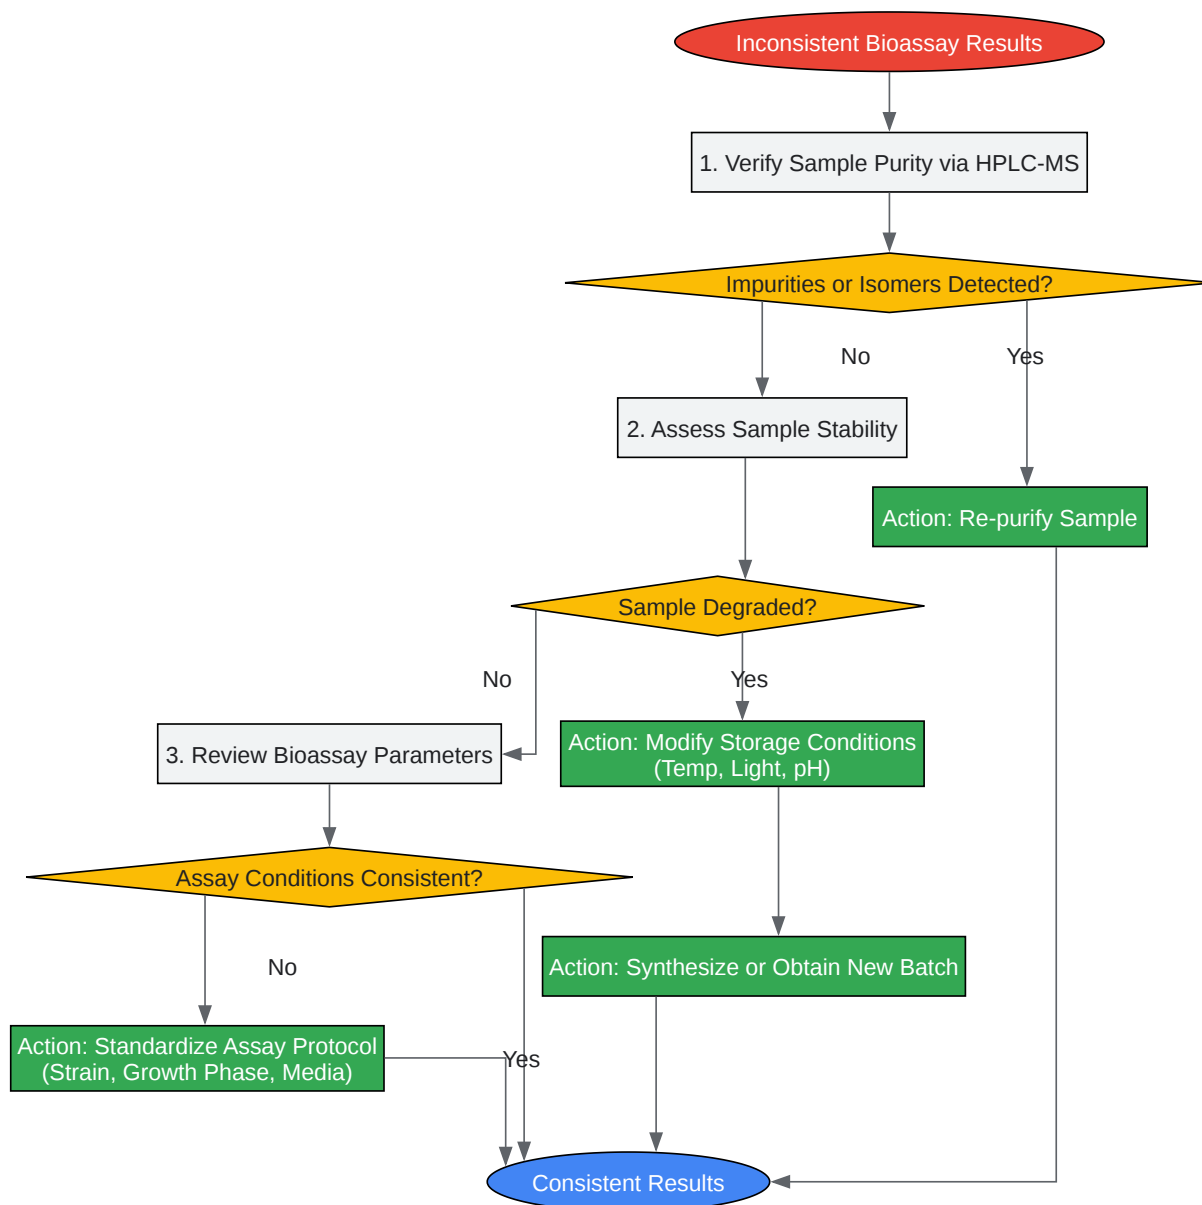 Inconsistent Bioassay Results
1. Verify Sample Purity via HPLC-MS
Impurities or Isomers Detected?
No
Yes
2. Assess Sample Stability
Action: Re-purify Sample
Sample Degraded?
No
Yes
Action: Modify Storage Conditions
(Temp, Light, pH)
3. Review Bioassay Parameters
Assay Conditions Consistent?
No
Action: Synthesize or Obtain New Batch
Action: Standardize Assay Protocol
(Strain, Growth Phase, Media)
Yes
Consistent Results